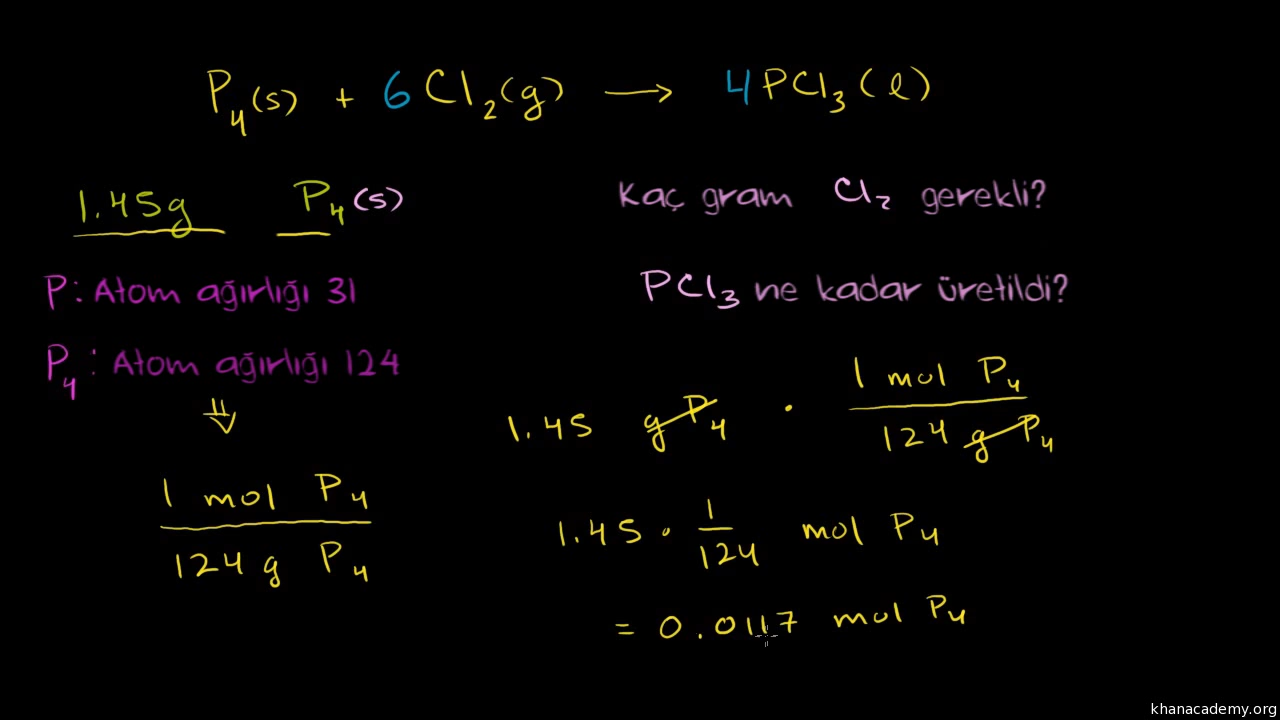 P₄(s) + 6Cl₂(g) → 4PCl₃(l)
1.45g P₄(s)
Kaç gram Cl₂ gerekli?
P: Atom ağırlığı 31
PCl₃ ne kadar üretildi?
P₄: Atom ağırlığı 124
⇓
1 mol P₄
124 g P₄
1.45 g P₄ · 1 mol P₄ / 124 g P₄
1.45 · 1/124 mol P₄
= 0.0117 mol P₄
khanacademy.org